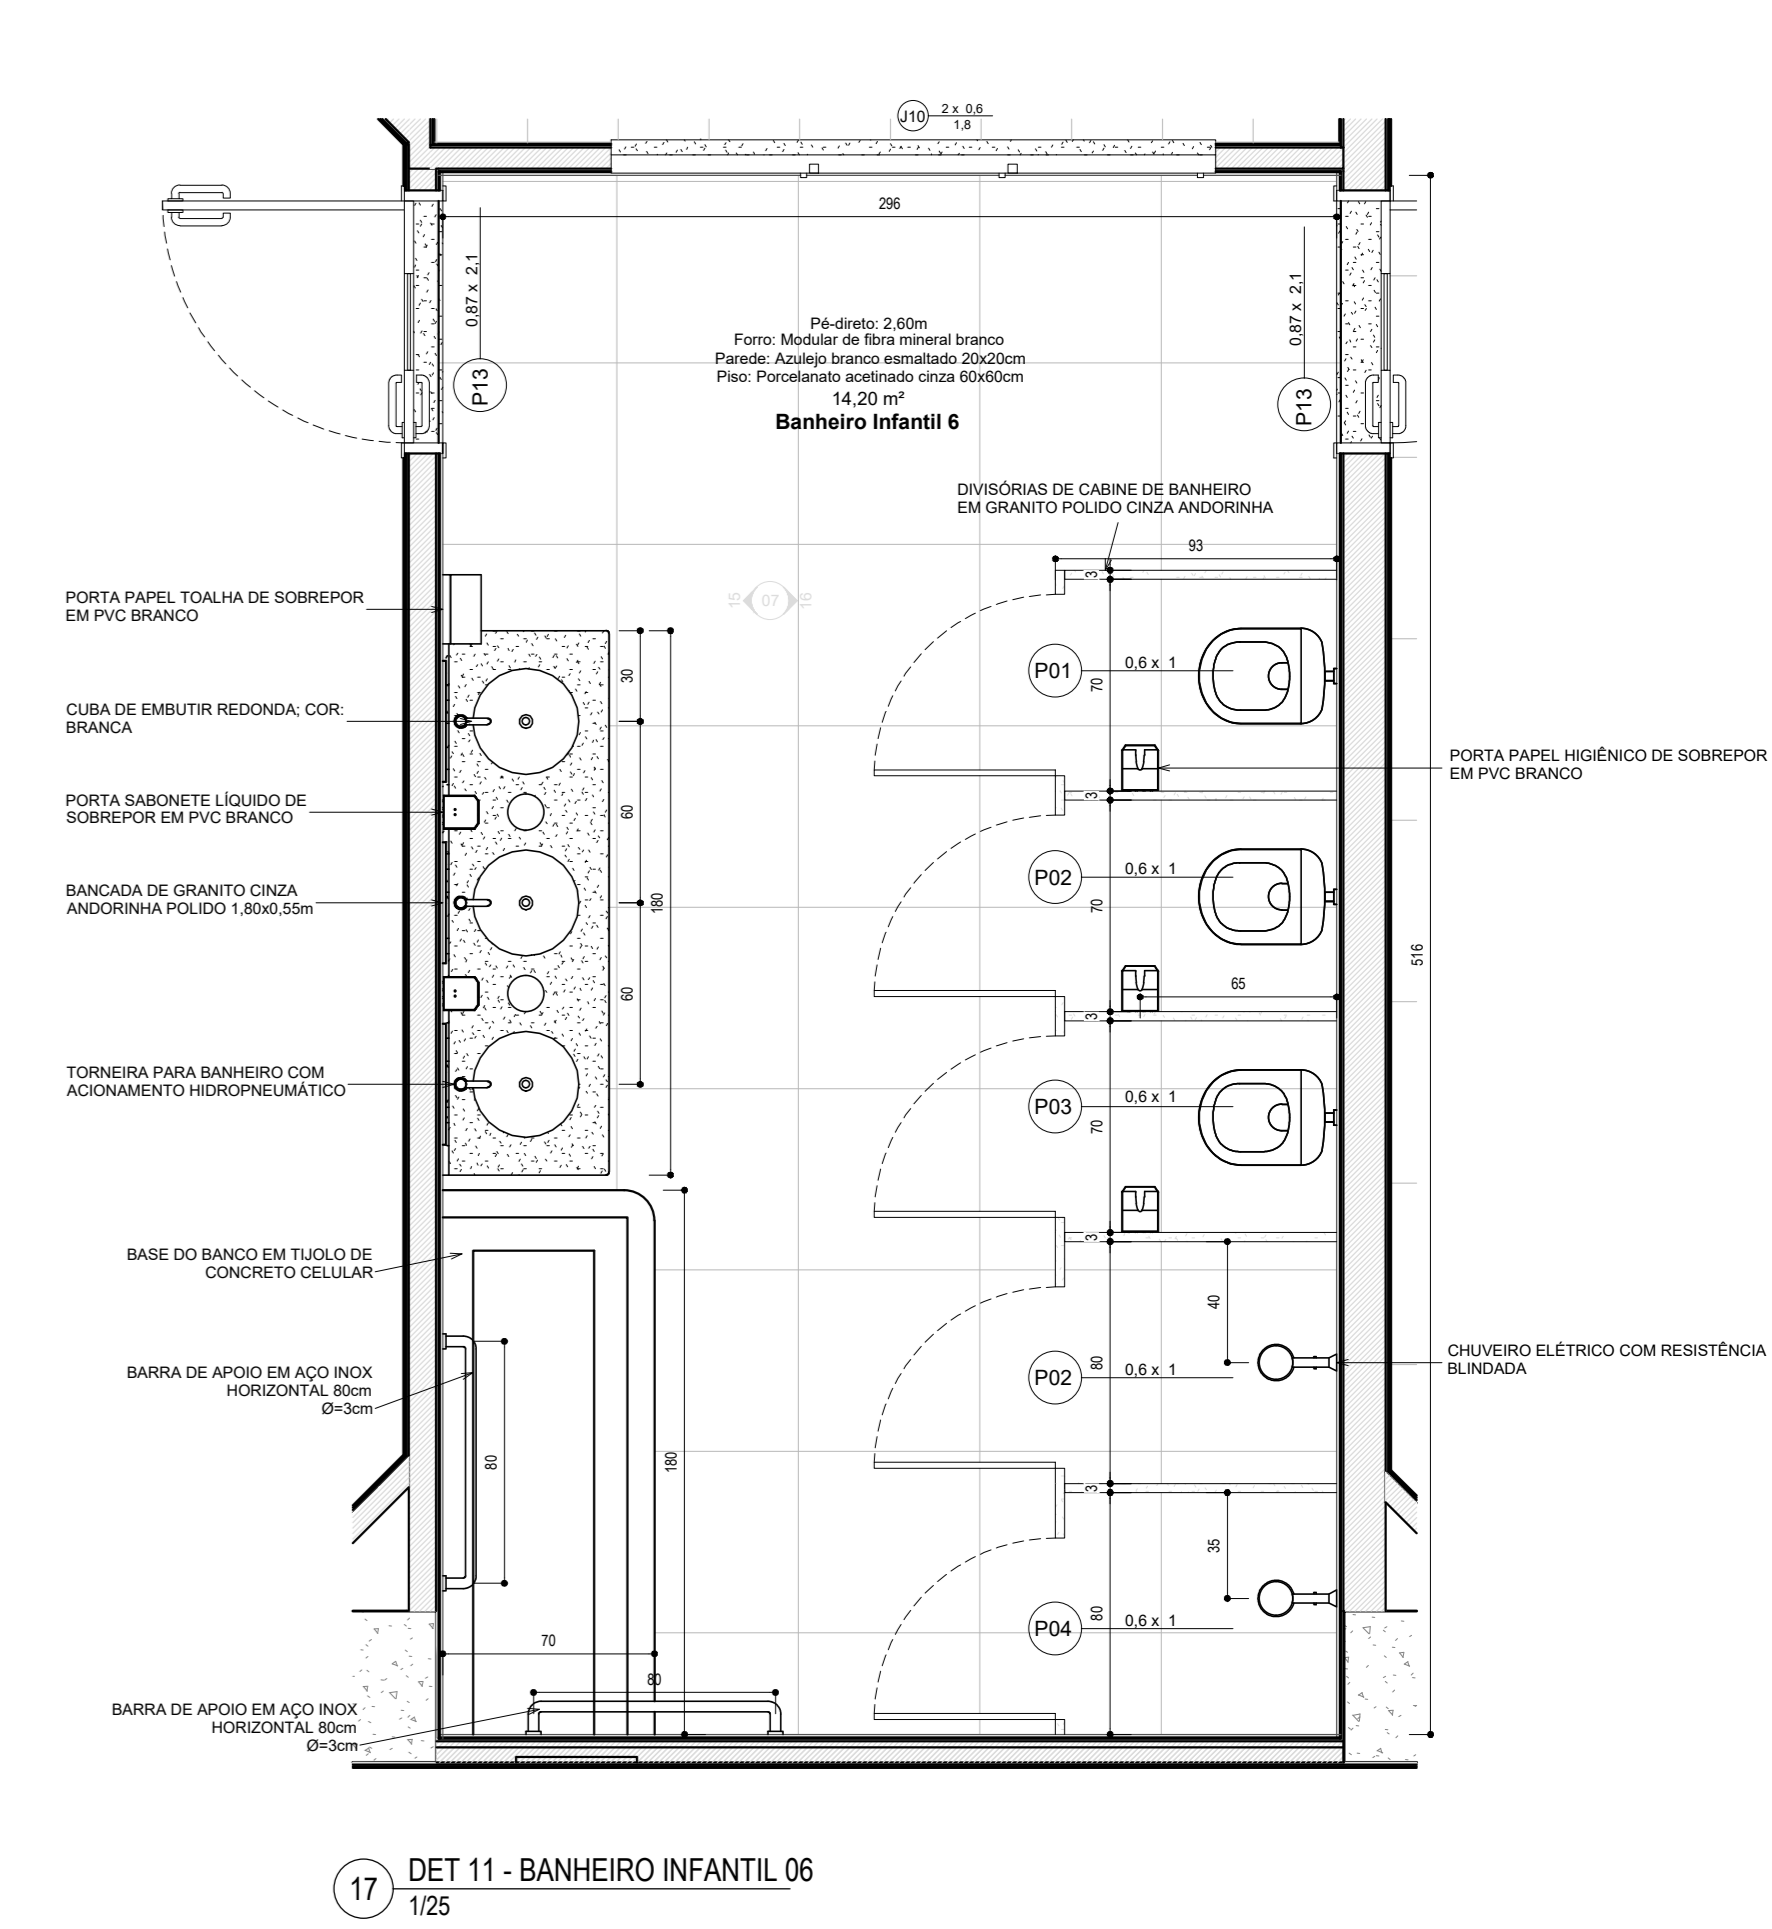 J10
2 x 0,6
1,8
296
0,87 x 2,1
P13
0,87 x 2,1
P13
Pé-direto: 2,60m
Forro: Modular de fibra mineral branco
Parede: Azulejo branco esmaltado 20x20cm
Piso: Porcelanato acetinado cinza 60x60cm
14,20 m²
Banheiro Infantil 6
DIVISÓRIAS DE CABINE DE BANHEIRO
EM GRANITO POLIDO CINZA ANDORINHA
93
3
PORTA PAPEL TOALHA DE SOBREPOR
EM PVC BRANCO
15
07
16
30
P01
0,6 x 1
70
CUBA DE EMBUTIR REDONDA; COR:
BRANCA
PORTA PAPEL HIGIÊNICO DE SOBREPOR
EM PVC BRANCO
3
PORTA SABONETE LÍQUIDO DE
SOBREPOR EM PVC BRANCO
60
P02
0,6 x 1
70
BANCADA DE GRANITO CINZA
ANDORINHA POLIDO 1,80x0,55m
180
516
60
65
3
TORNEIRA PARA BANHEIRO COM
ACIONAMENTO HIDROPNEUMÁTICO
P03
0,6 x 1
70
3
BASE DO BANCO EM TIJOLO DE
CONCRETO CELULAR
40
CHUVEIRO ELÉTRICO COM RESISTÊNCIA
BLINDADA
BARRA DE APOIO EM AÇO INOX
HORIZONTAL 80cm
Ø=3cm
80
P02
0,6 x 1
80
180
3
35
80
P04
0,6 x 1
70
80
BARRA DE APOIO EM AÇO INOX
HORIZONTAL 80cm
Ø=3cm
17
DET 11 - BANHEIRO INFANTIL 06
1/25